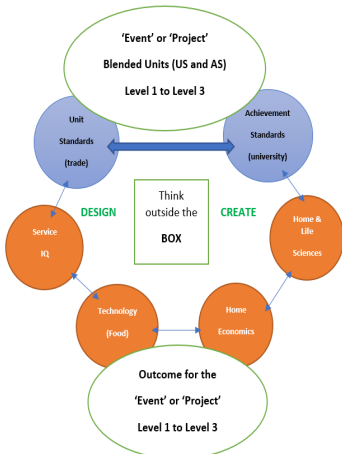 'Event' or 'Project'
Blended Units (US and AS)
Level 1 to Level 3
Unit
Standards
(trade)
Achievement
Standards
(university)
DESIGN
Think
outside the
BOX
CREATE
Service
IQ
Home &
Life
Sciences
Technology
(Food)
Home
Economics
Outcome for the
'Event' or 'Project'
Level 1 to Level 3